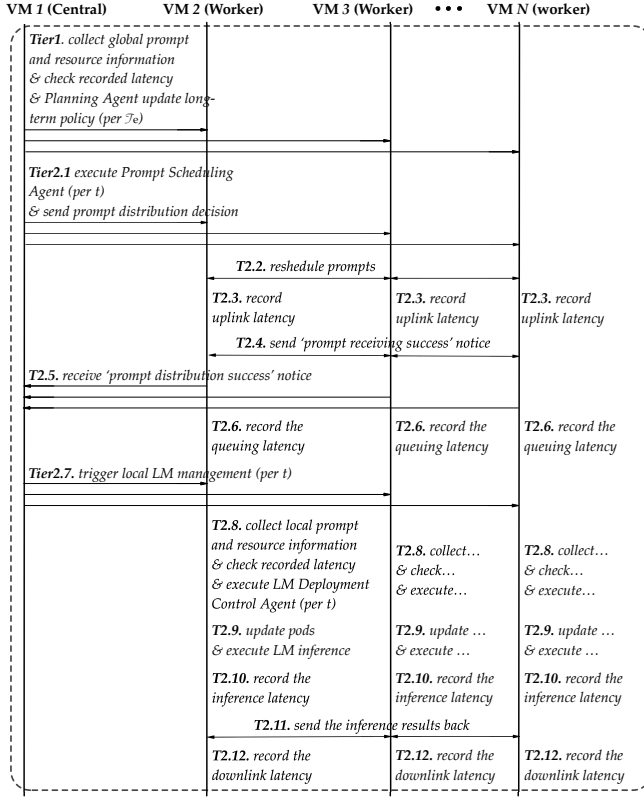 VM 1 (Central) VM 2 (Worker) VM 3 (Worker) ••• VM N (worker)
Tier1. collect global prompt
and resource information
& check recorded latency
& Planning Agent update long-
term policy (per 𝒯e)
Tier2.1 execute Prompt Scheduling
Agent (per t)
& send prompt distribution decision
T2.2. reshedule prompts
T2.3. record T2.3. record T2.3. record
uplink latency uplink latency uplink latency
T2.4. send ‘prompt receiving success’ notice
T2.5. receive ‘prompt distribution success’ notice
T2.6. record the T2.6. record the T2.6. record the
queuing latency queuing latency queuing latency
Tier2.7. trigger local LM management (per t)
T2.8. collect local prompt
and resource information
& check recorded latency
& execute LM Deployment
Control Agent (per t)
T2.8. collect… T2.8. collect…
& check… & check…
& execute… & execute…
T2.9. update pods T2.9. update … T2.9. update …
& execute LM inference & execute … & execute …
T2.10. record the T2.10. record the T2.10. record the
inference latency inference latency inference latency
T2.11. send the inference results back
T2.12. record the T2.12. record the T2.12. record the
downlink latency downlink latency downlink latency